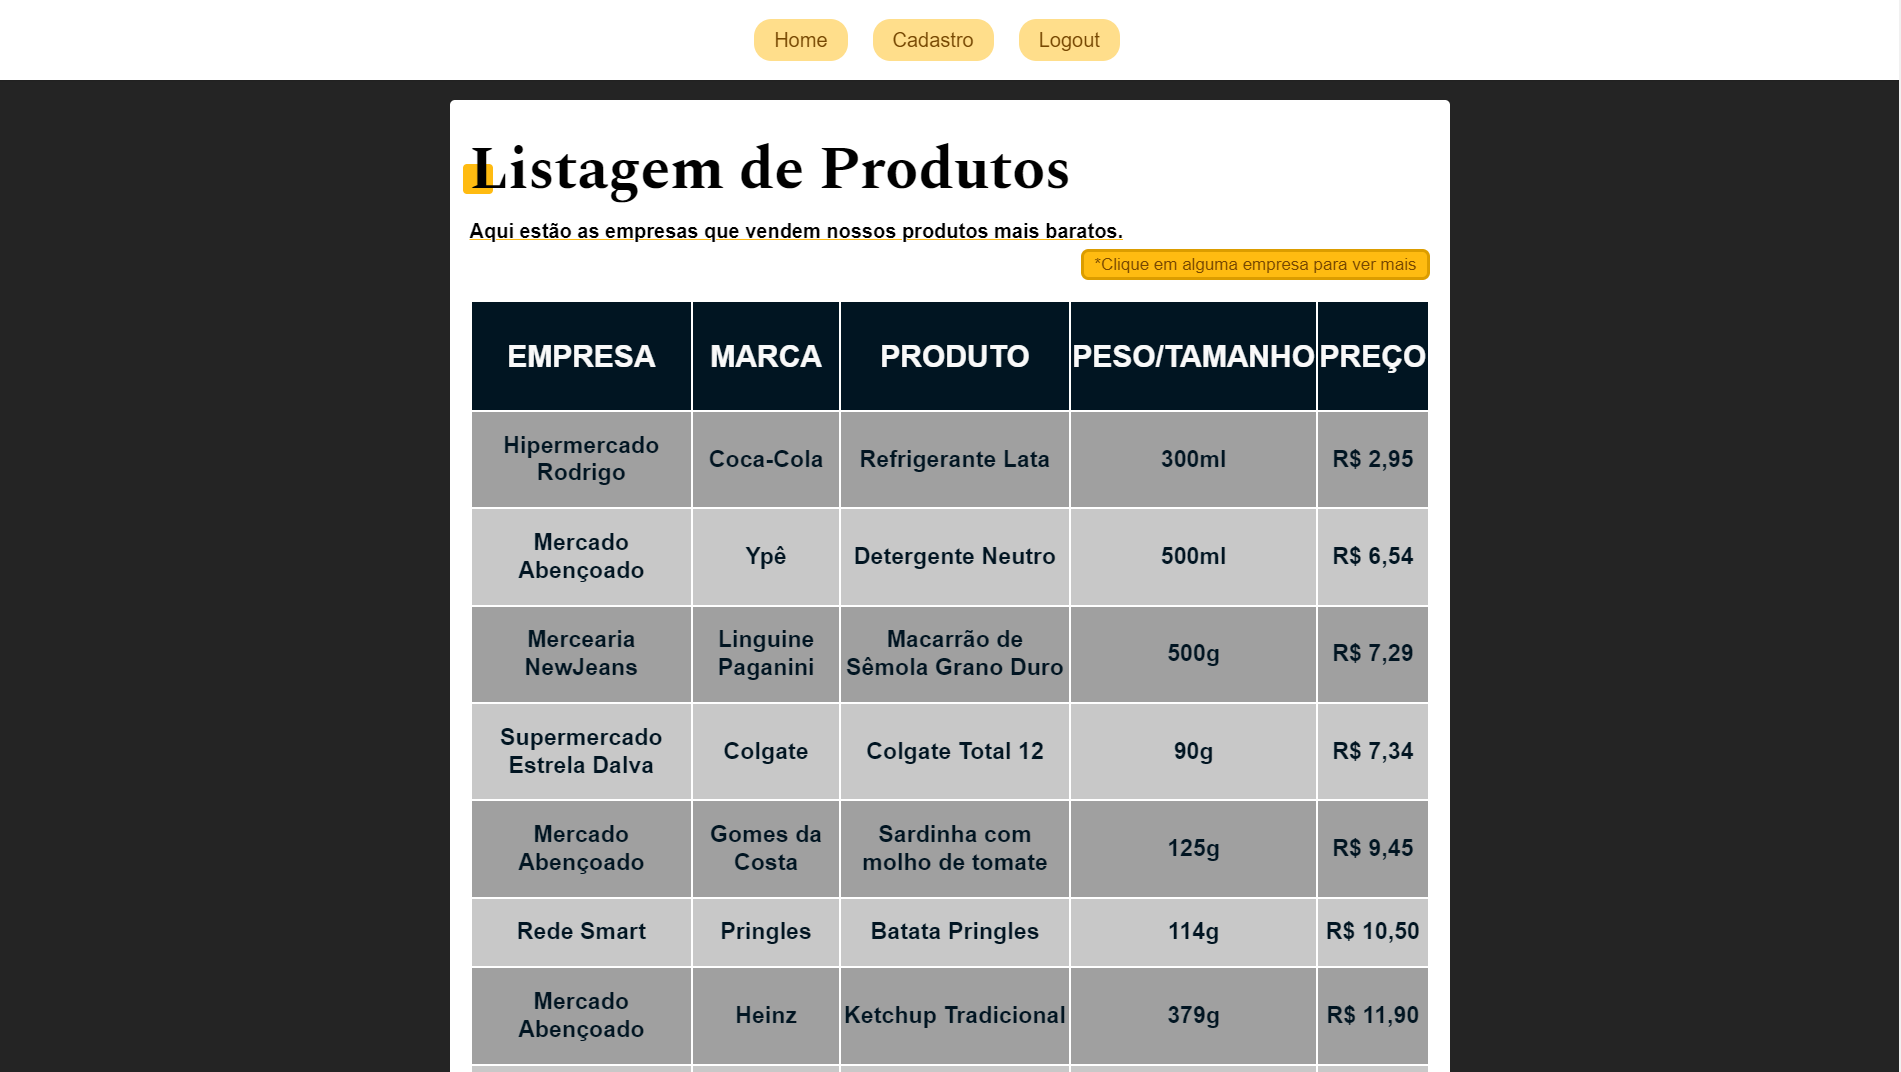 Home Cadastro Logout
Listagem de Produtos
Aqui estão as empresas que vendem nossos produtos mais baratos.
*Clique em alguma empresa para ver mais
EMPRESA MARCA PRODUTO PESO/TAMANHO PREÇO
Hipermercado
Rodrigo
Coca-Cola
Refrigerante Lata
300ml
R$ 2,95
Mercado
Abençoado
Ypê
Detergente Neutro
500ml
R$ 6,54
Mercearia
NewJeans
Linguine
Paganini
Macarrão de
Sêmola Grano Duro
500g
R$ 7,29
Supermercado
Estrela Dalva
Colgate
Colgate Total 12
90g
R$ 7,34
Mercado
Abençoado
Gomes da
Costa
Sardinha com
molho de tomate
125g
R$ 9,45
Rede Smart
Pringles
Batata Pringles
114g
R$ 10,50
Mercado
Abençoado
Heinz
Ketchup Tradicional
379g
R$ 11,90